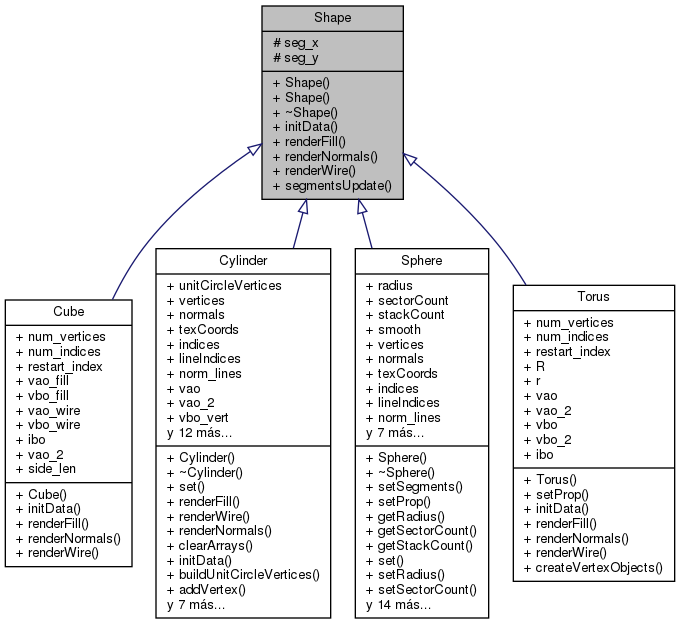 Shape
# seg_x
# seg_y
+ Shape()
+ Shape()
+ ~Shape()
+ initData()
+ renderFill()
+ renderNormals()
+ renderWire()
+ segmentsUpdate()
Cube
+ num_vertices
+ num_indices
+ restart_index
+ vao_fill
+ vbo_fill
+ vao_wire
+ vbo_wire
+ ibo
+ vao_2
+ side_len
+ Cube()
+ initData()
+ renderFill()
+ renderNormals()
+ renderWire()
Cylinder
+ unitCircleVertices
+ vertices
+ normals
+ texCoords
+ indices
+ lineIndices
+ norm_lines
+ vao
+ vao_2
+ vbo_vert
y 12 más...
+ Cylinder()
+ ~Cylinder()
+ set()
+ renderFill()
+ renderWire()
+ renderNormals()
+ clearArrays()
+ initData()
+ buildUnitCircleVertices()
+ addVertex()
y 7 más...
Sphere
+ radius
+ sectorCount
+ stackCount
+ smooth
+ vertices
+ normals
+ texCoords
+ indices
+ lineIndices
+ norm_lines
y 7 más...
+ Sphere()
+ ~Sphere()
+ setSegments()
+ setProp()
+ getRadius()
+ getSectorCount()
+ getStackCount()
+ set()
+ setRadius()
+ setSectorCount()
y 14 más...
Torus
+ num_vertices
+ num_indices
+ restart_index
+ R
+ r
+ vao
+ vao_2
+ vbo
+ vbo_2
+ ibo
+ Torus()
+ setProp()
+ initData()
+ renderFill()
+ renderNormals()
+ renderWire()
+ createVertexObjects()